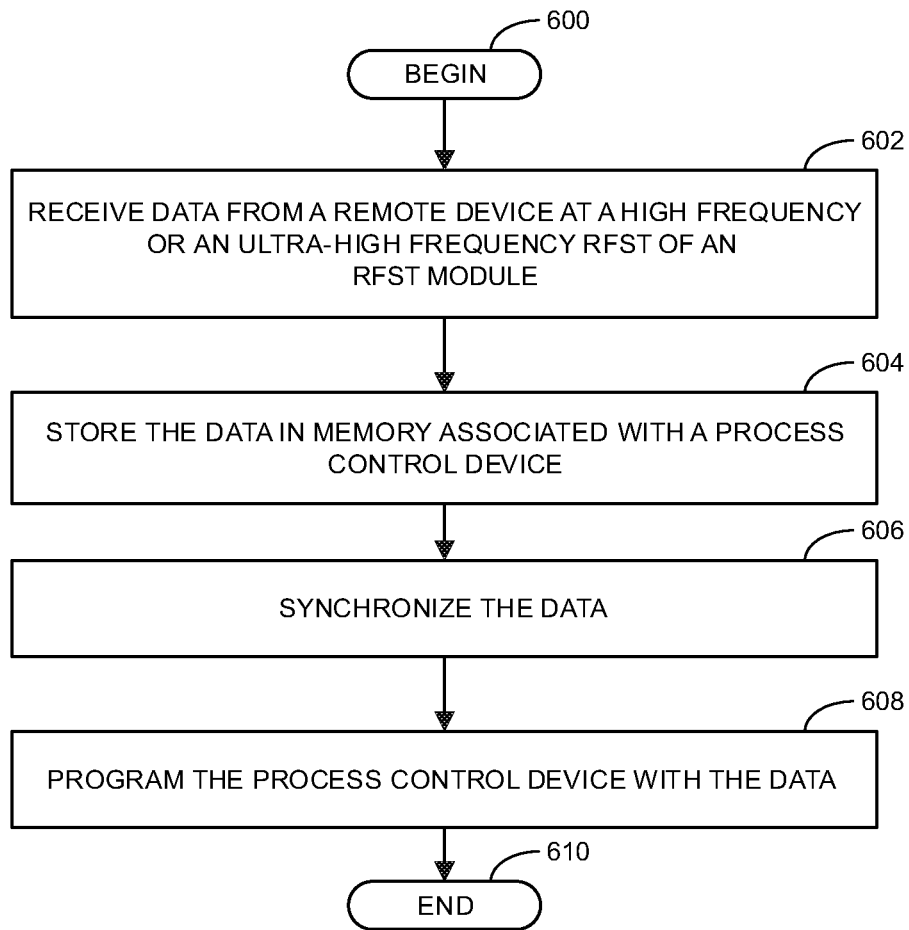 600
BEGIN
602
RECEIVE DATA FROM A REMOTE DEVICE AT A HIGH FREQUENCY
OR AN ULTRA-HIGH FREQUENCY RFST OF AN
RFST MODULE
604
STORE THE DATA IN MEMORY ASSOCIATED WITH A PROCESS
CONTROL DEVICE
606
SYNCHRONIZE THE DATA
608
PROGRAM THE PROCESS CONTROL DEVICE WITH THE DATA
610
END